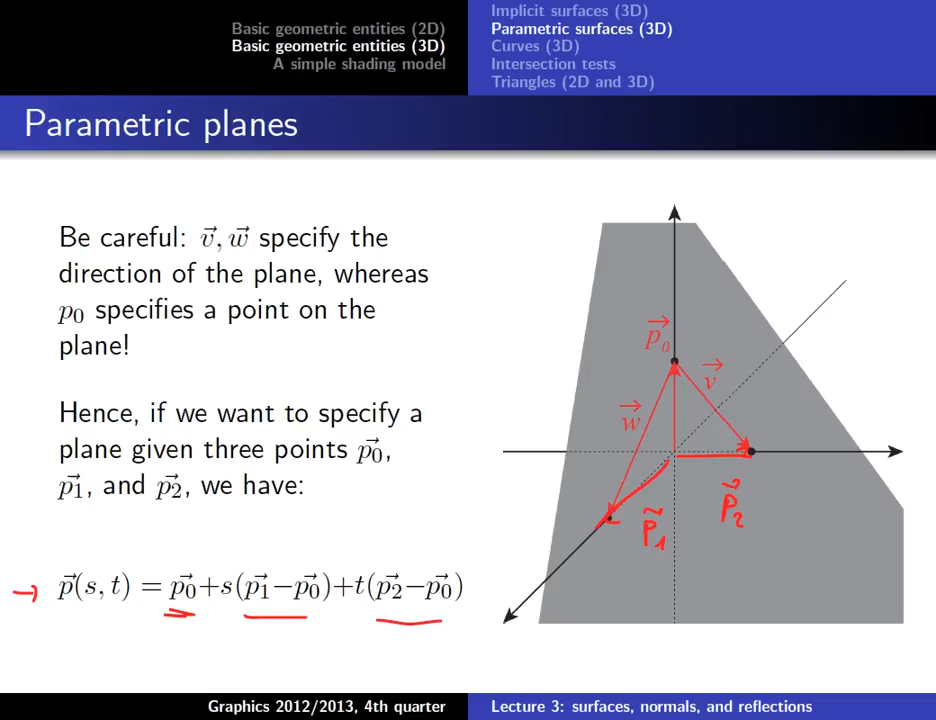 Basic geometric entities (2D)
Basic geometric entities (3D)
A simple shading model
Implicit surfaces (3D)
Parametric surfaces (3D)
Curves (3D)
Intersection tests
Triangles (2D and 3D)
Parametric planes
Be careful: v⃗, w⃗ specify the
direction of the plane, whereas
p₀ specifies a point on the
plane!
Hence, if we want to specify a
plane given three points p⃗₀,
p⃗₁, and p⃗₂, we have:
p⃗(s, t) = p⃗₀+s(p⃗₁−p⃗₀)+t(p⃗₂−p⃗₀)
p⃗₀
v⃗
w⃗
p⃗₂
p⃗₁
Graphics 2012/2013, 4th quarter
Lecture 3: surfaces, normals, and reflections